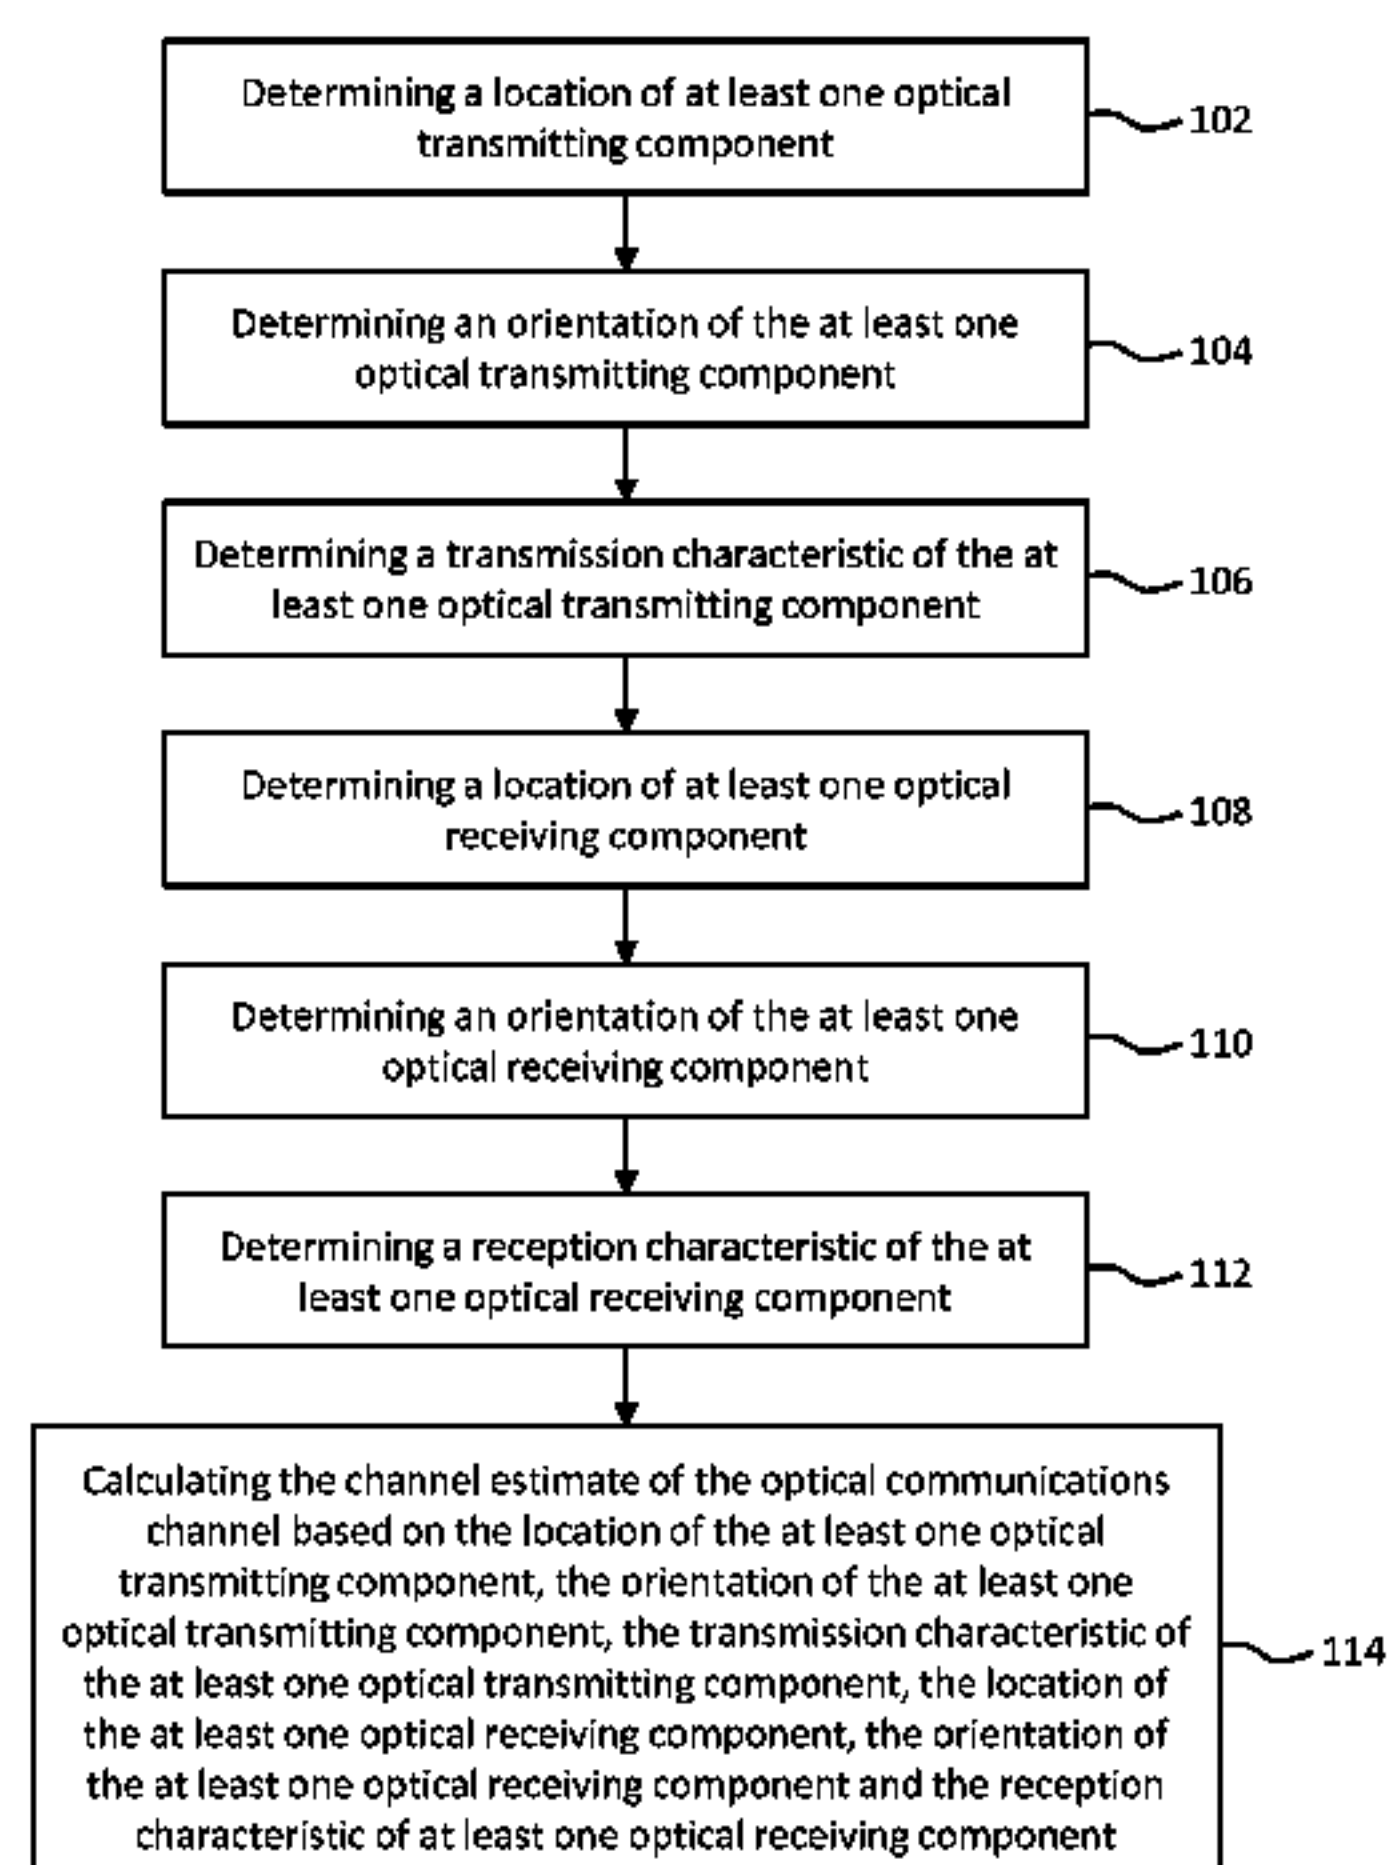 Determining a location of at least one optical
transmitting component
102
Determining an orientation of the at least one
optical transmitting component
104
Determining a transmission characteristic of the at
least one optical transmitting component
106
Determining a location of at least one optical
receiving component
108
Determining an orientation of the at least one
optical receiving component
110
Determining a reception characteristic of the at
least one optical receiving component
112
Calculating the channel estimate of the optical communications
channel based on the location of the at least one optical
transmitting component, the orientation of the at least one
optical transmitting component, the transmission characteristic of
the at least one optical transmitting component, the location of
the at least one optical receiving component, the orientation of
the at least one optical receiving component and the reception
characteristic of at least one optical receiving component
114